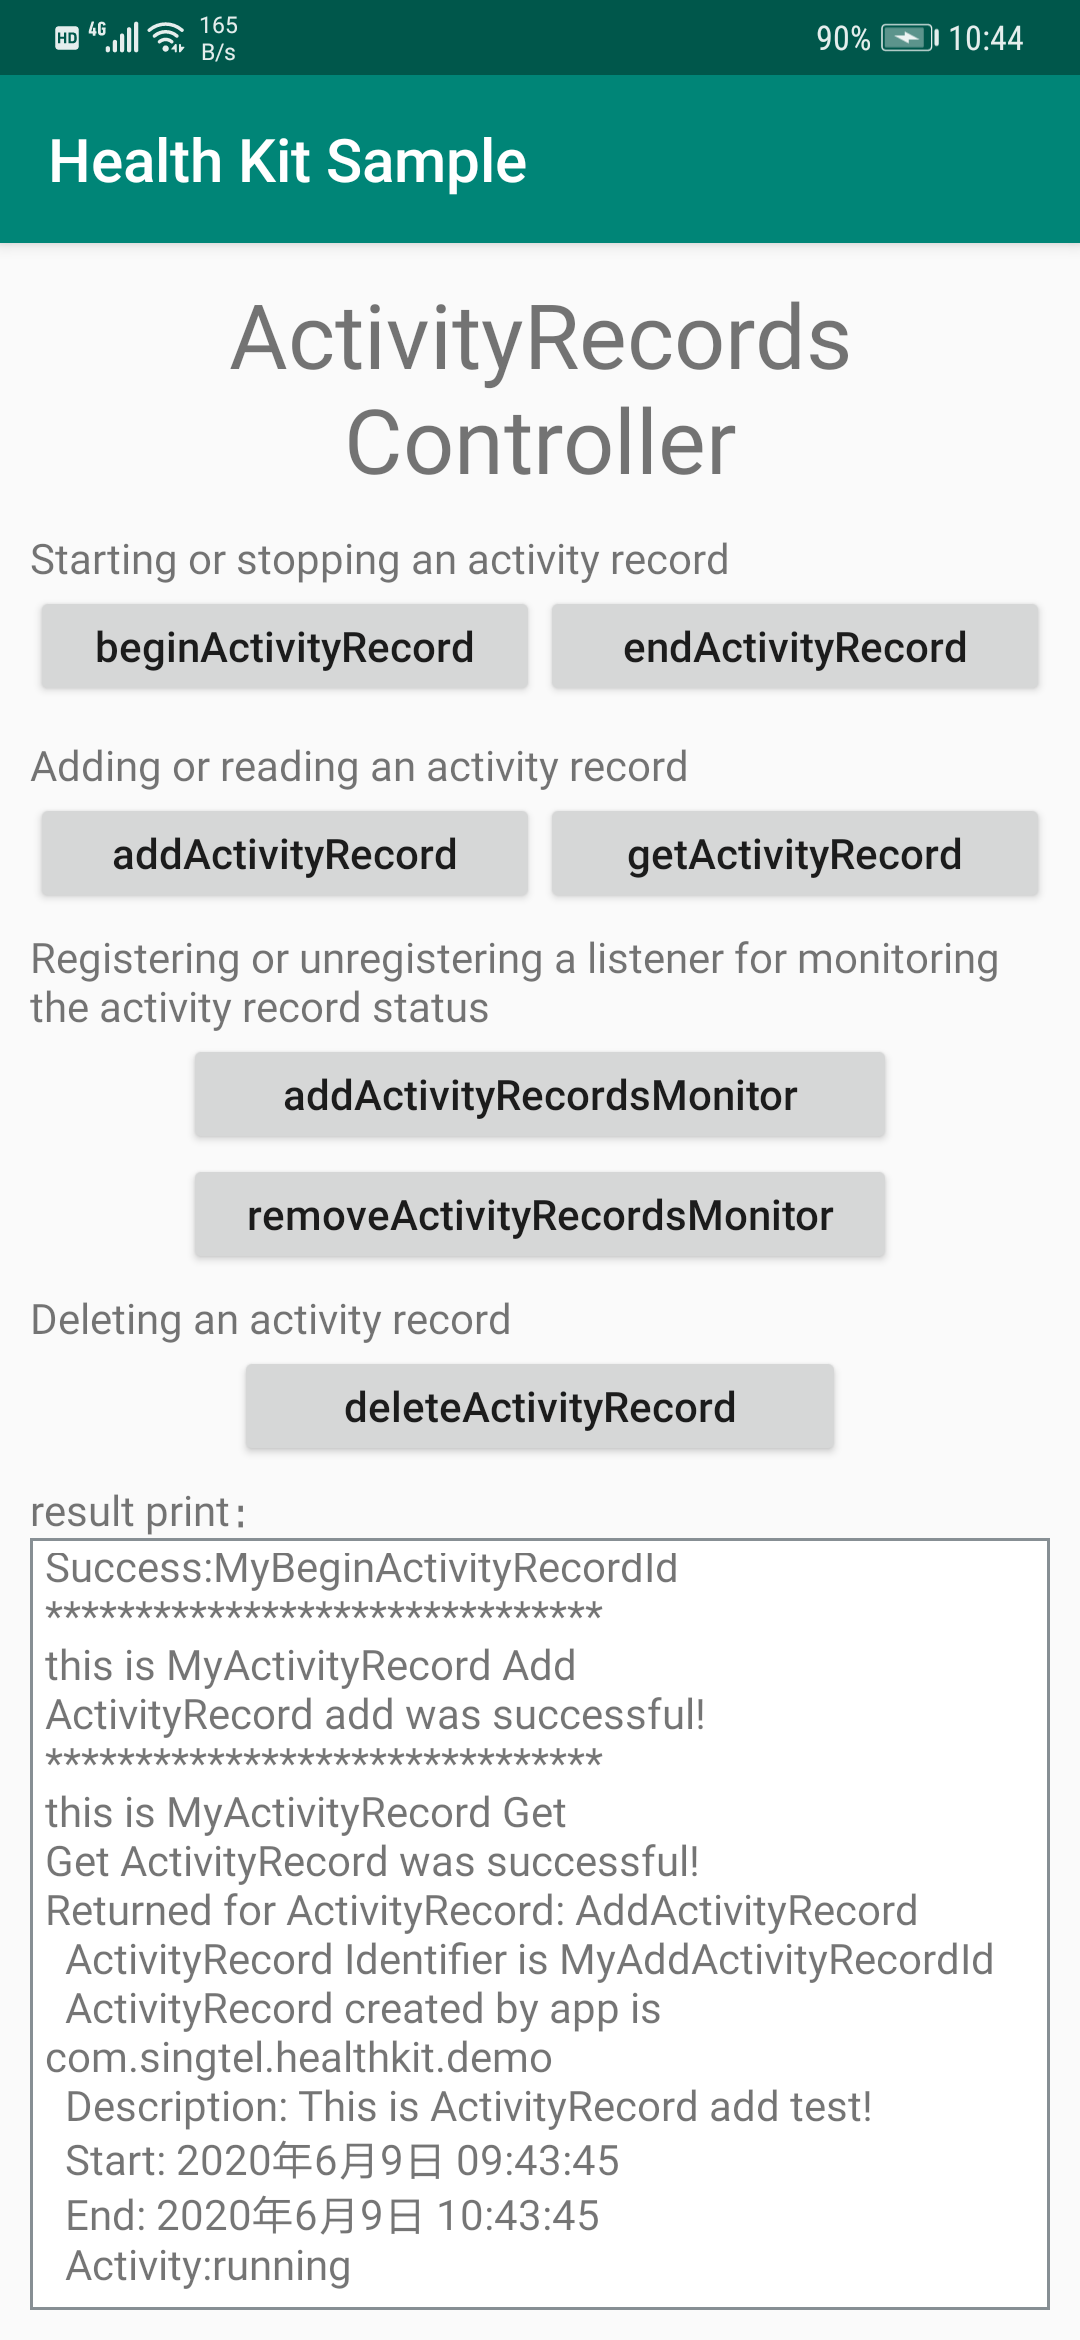 HD 4G 165 B/s 90% 10:44
Health Kit Sample
ActivityRecords
Controller
Starting or stopping an activity record
beginActivityRecord endActivityRecord
Adding or reading an activity record
addActivityRecord getActivityRecord
Registering or unregistering a listener for monitoring
the activity record status
addActivityRecordsMonitor
removeActivityRecordsMonitor
Deleting an activity record
deleteActivityRecord
result print：
Success:MyBeginActivityRecordId
*******************************
this is MyActivityRecord Add
ActivityRecord add was successful!
*******************************
this is MyActivityRecord Get
Get ActivityRecord was successful!
Returned for ActivityRecord: AddActivityRecord
ActivityRecord Identifier is MyAddActivityRecordId
ActivityRecord created by app is
com.singtel.healthkit.demo
Description: This is ActivityRecord add test!
Start: 2020年6月9日 09:43:45
End: 2020年6月9日 10:43:45
Activity:running